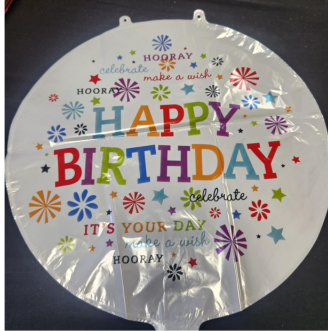 HOORAY
celebrate
make a wish
HOORAY
HAPPY
BIRTHDAY
celebrate
IT'S YOUR DAY
make a wish
HOORAY